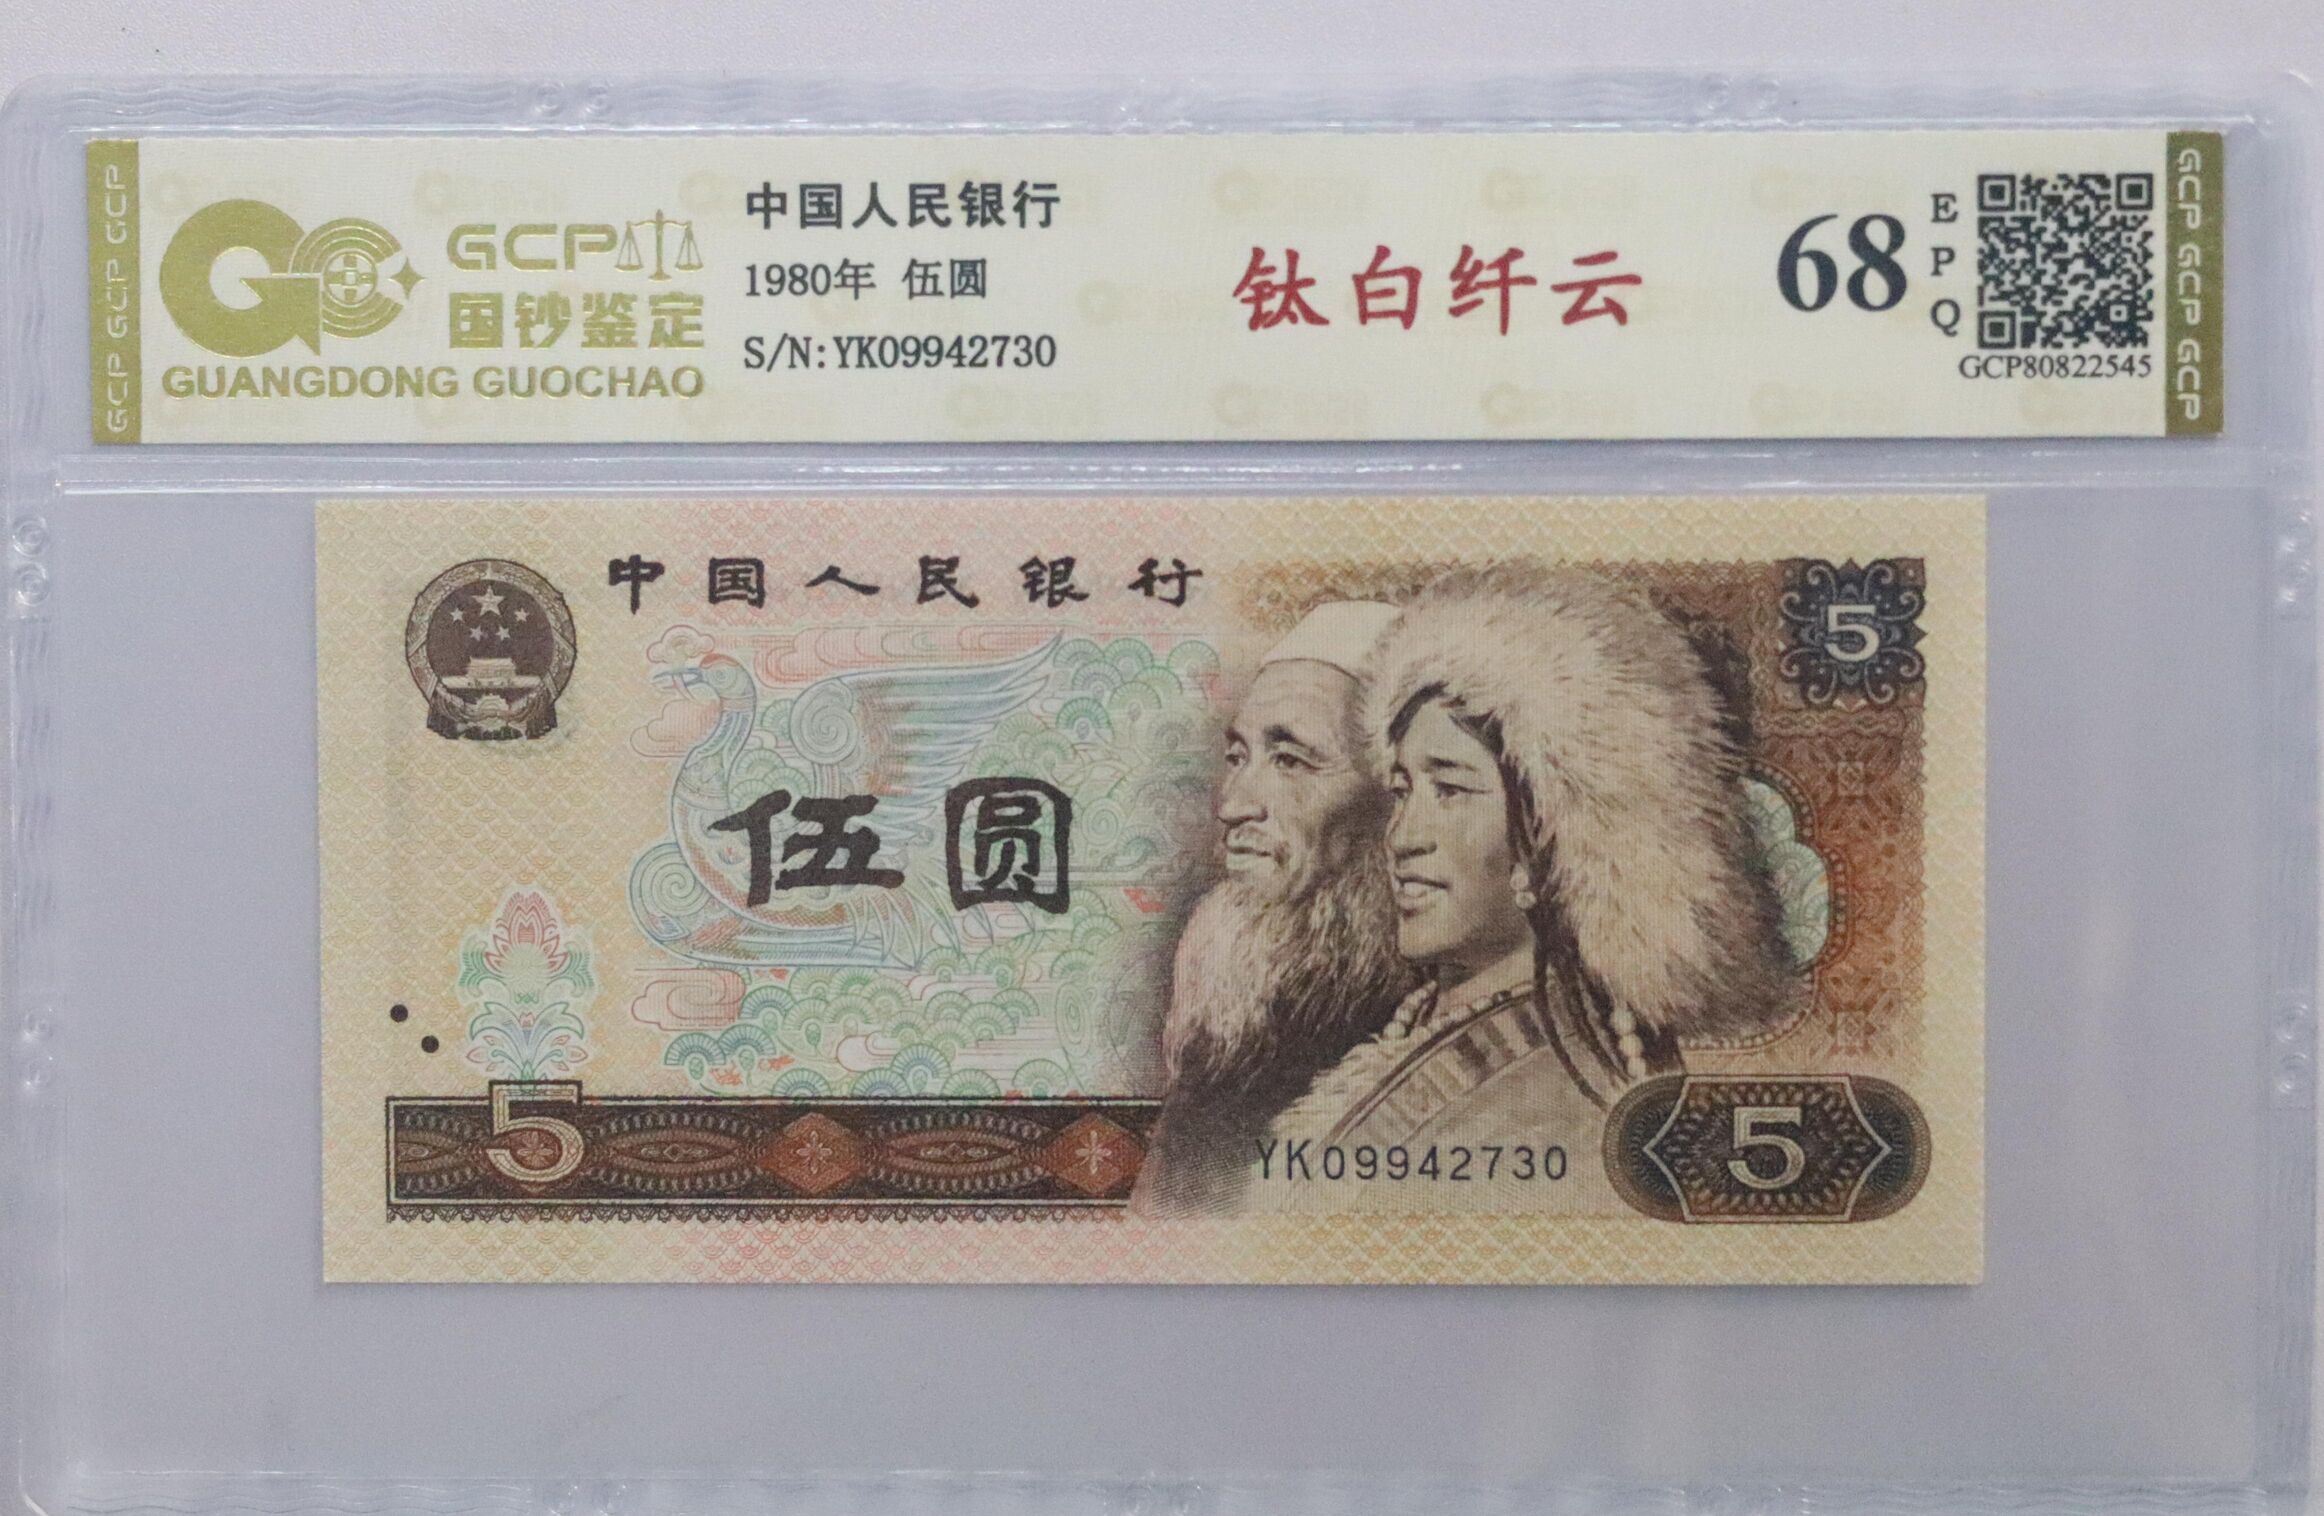 GCP GCP GCP
GCP
国钞鉴定
GUANGDONG GUOCHAO
中国人民银行
1980年 伍圆
S/N:YK09942730
钛白纤云
68
EPQ
GCP80822545
GCP GCP GCP
中国人民银行
5
伍圆
5
YK09942730
5